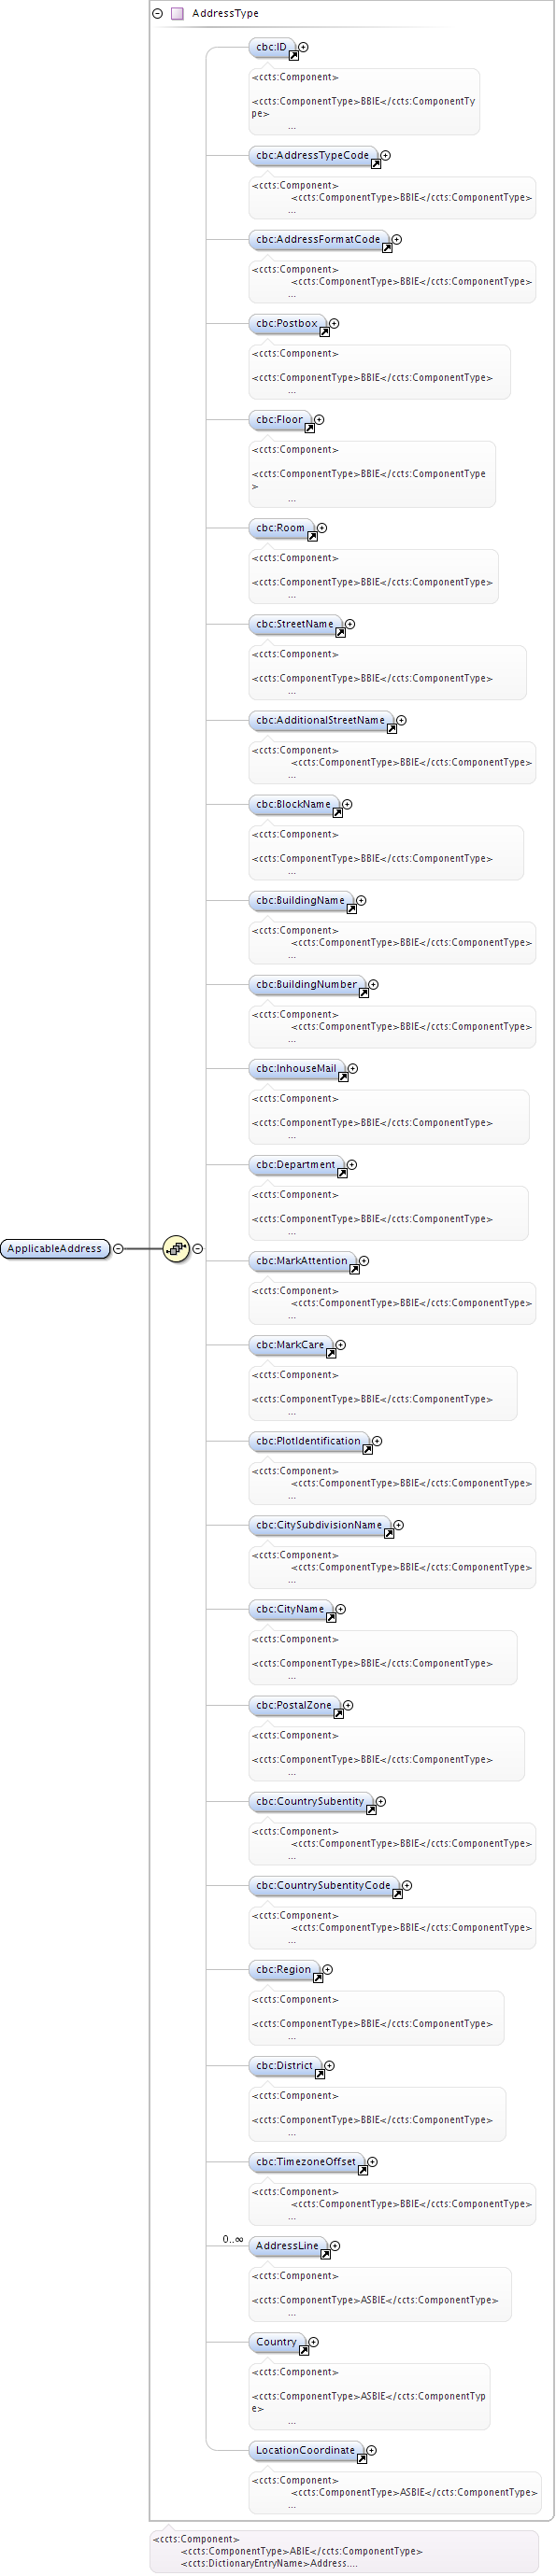 AddressType
cbc:ID
<ccts:Component>
<ccts:ComponentType>BBIE</ccts:ComponentTy
pe>
...
cbc:AddressTypeCode
<ccts:Component>
<ccts:ComponentType>BBIE</ccts:ComponentType>
...
cbc:AddressFormatCode
<ccts:Component>
<ccts:ComponentType>BBIE</ccts:ComponentType>
...
cbc:Postbox
<ccts:Component>
<ccts:ComponentType>BBIE</ccts:ComponentType>
...
cbc:Floor
<ccts:Component>
<ccts:ComponentType>BBIE</ccts:ComponentType
>
...
cbc:Room
<ccts:Component>
<ccts:ComponentType>BBIE</ccts:ComponentType>
...
cbc:StreetName
<ccts:Component>
<ccts:ComponentType>BBIE</ccts:ComponentType>
...
cbc:AdditionalStreetName
<ccts:Component>
<ccts:ComponentType>BBIE</ccts:ComponentType>
...
cbc:BlockName
<ccts:Component>
<ccts:ComponentType>BBIE</ccts:ComponentType>
...
cbc:BuildingName
<ccts:Component>
<ccts:ComponentType>BBIE</ccts:ComponentType>
...
cbc:BuildingNumber
<ccts:Component>
<ccts:ComponentType>BBIE</ccts:ComponentType>
...
cbc:InhouseMail
<ccts:Component>
<ccts:ComponentType>BBIE</ccts:ComponentType>
...
cbc:Department
<ccts:Component>
<ccts:ComponentType>BBIE</ccts:ComponentType>
...
ApplicableAddress
cbc:MarkAttention
<ccts:Component>
<ccts:ComponentType>BBIE</ccts:ComponentType>
...
cbc:MarkCare
<ccts:Component>
<ccts:ComponentType>BBIE</ccts:ComponentType>
...
cbc:PlotIdentification
<ccts:Component>
<ccts:ComponentType>BBIE</ccts:ComponentType>
...
cbc:CitySubdivisionName
<ccts:Component>
<ccts:ComponentType>BBIE</ccts:ComponentType>
...
cbc:CityName
<ccts:Component>
<ccts:ComponentType>BBIE</ccts:ComponentType>
...
cbc:PostalZone
<ccts:Component>
<ccts:ComponentType>BBIE</ccts:ComponentType>
...
cbc:CountrySubentity
<ccts:Component>
<ccts:ComponentType>BBIE</ccts:ComponentType>
...
cbc:CountrySubentityCode
<ccts:Component>
<ccts:ComponentType>BBIE</ccts:ComponentType>
...
cbc:Region
<ccts:Component>
<ccts:ComponentType>BBIE</ccts:ComponentType>
...
cbc:District
<ccts:Component>
<ccts:ComponentType>BBIE</ccts:ComponentType>
...
cbc:TimezoneOffset
<ccts:Component>
<ccts:ComponentType>BBIE</ccts:ComponentType>
...
0..∞
AddressLine
<ccts:Component>
<ccts:ComponentType>ASBIE</ccts:ComponentType>
...
Country
<ccts:Component>
<ccts:ComponentType>ASBIE</ccts:ComponentTyp
e>
...
LocationCoordinate
<ccts:Component>
<ccts:ComponentType>ASBIE</ccts:ComponentType>
...
<ccts:Component>
<ccts:ComponentType>ABIE</ccts:ComponentType>
<ccts:DictionaryEntryName>Address....